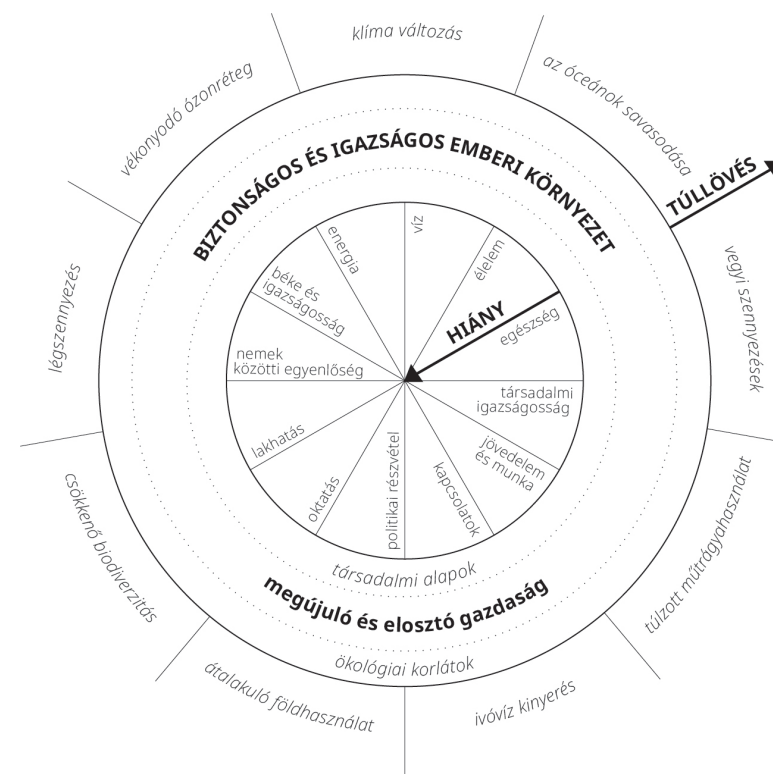 klíma változás
az óceánok savasodása
TÚLLÖVÉS
vegyi szennyezések
túlzott műtrágyahasználat
ivóvíz kinyerés
átalakuló földhasználat
csökkenő biodiverzitás
légszennyezés
vékonyodó ózonréteg
BIZTONSÁGOS ÉS IGAZSÁGOS EMBERI KÖRNYEZET
víz
élelem
HIÁNY
egészség
társadalmi
igazságosság
jövedelem
és munka
kapcsolatok
politikai részvétel
oktatás
lakhatás
nemek
közötti egyenlőség
béke és
igazságosság
energia
társadalmi alapok
megújuló és elosztó gazdaság
ökológiai korlátok